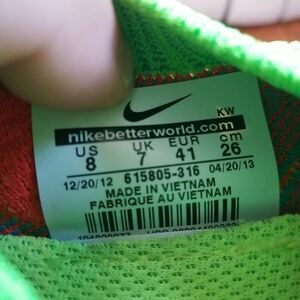 KW
nikebetterworld.com
US UK EUR cm
8 7 41 26
12/20/12 615805-316 04/20/13
MADE IN VIETNAM
FABRIQUE AU VIETNAM